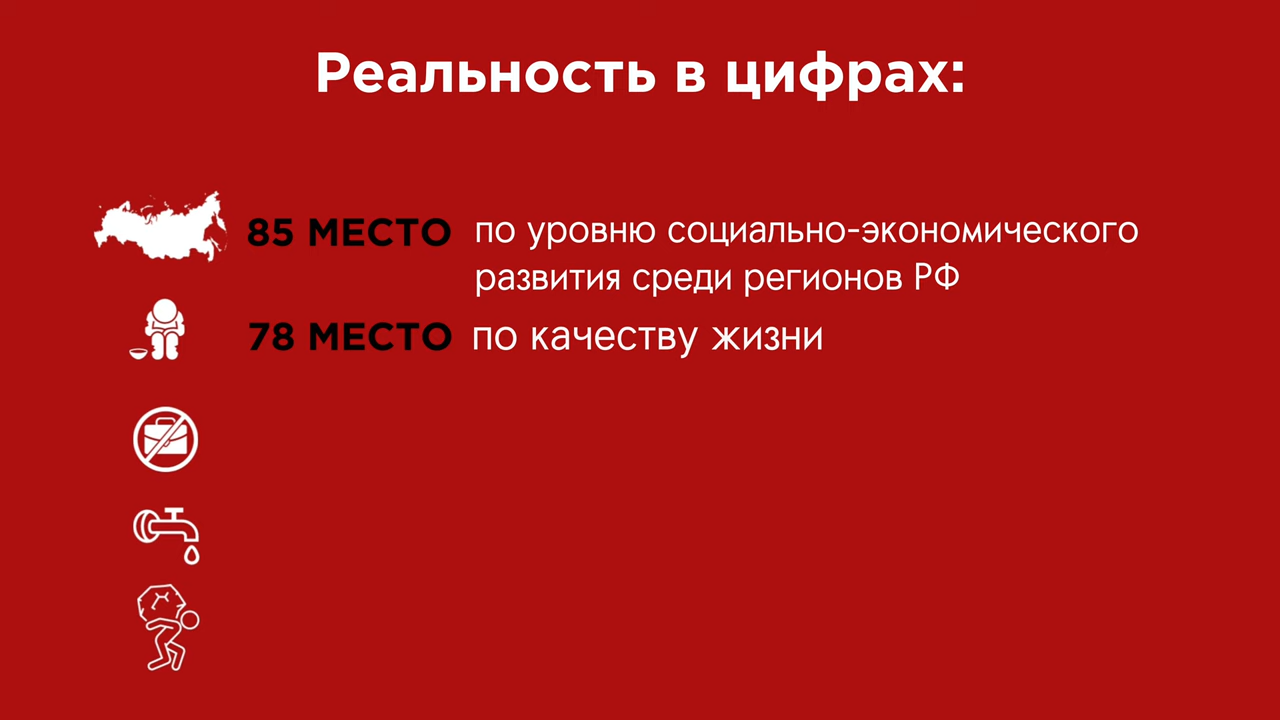 Реальность в цифрах:
85 МЕСТО по уровню социально-экономического
развития среди регионов РФ
78 МЕСТО по качеству жизни